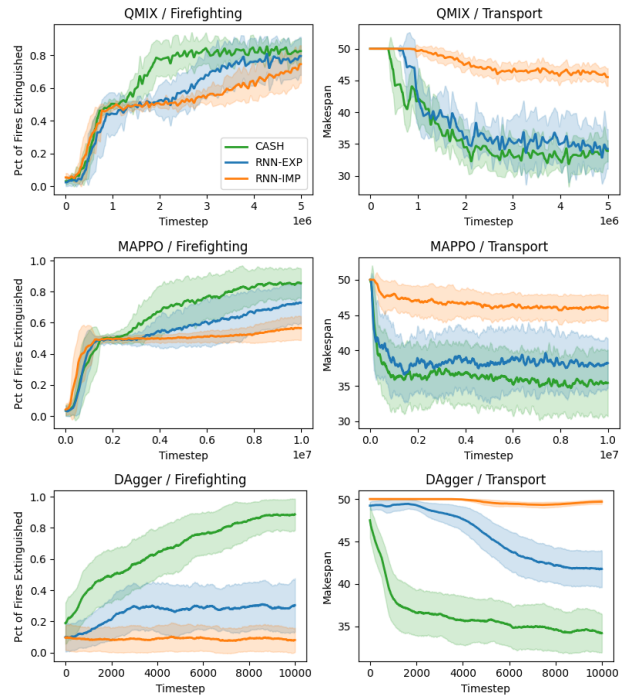 QMIX / Firefighting
Pct of Fires Extinguished
0.8
0.6
0.4
0.2
0.0
CASH
RNN-EXP
RNN-IMP
0 1 2 3 4 5
1e6
Timestep
QMIX / Transport
Makespan
50
45
40
35
30
0 1 2 3 4 5
1e6
Timestep
MAPPO / Firefighting
Pct of Fires Extinguished
1.0
0.8
0.6
0.4
0.2
0.0
0.0 0.2 0.4 0.6 0.8 1.0
1e7
Timestep
MAPPO / Transport
Makespan
50
45
40
35
30
0.0 0.2 0.4 0.6 0.8 1.0
1e7
Timestep
DAgger / Firefighting
Pct of Fires Extinguished
1.0
0.8
0.6
0.4
0.2
0.0
0 2000 4000 6000 8000 10000
Timestep
DAgger / Transport
Makespan
50
45
40
35
0 2000 4000 6000 8000 10000
Timestep